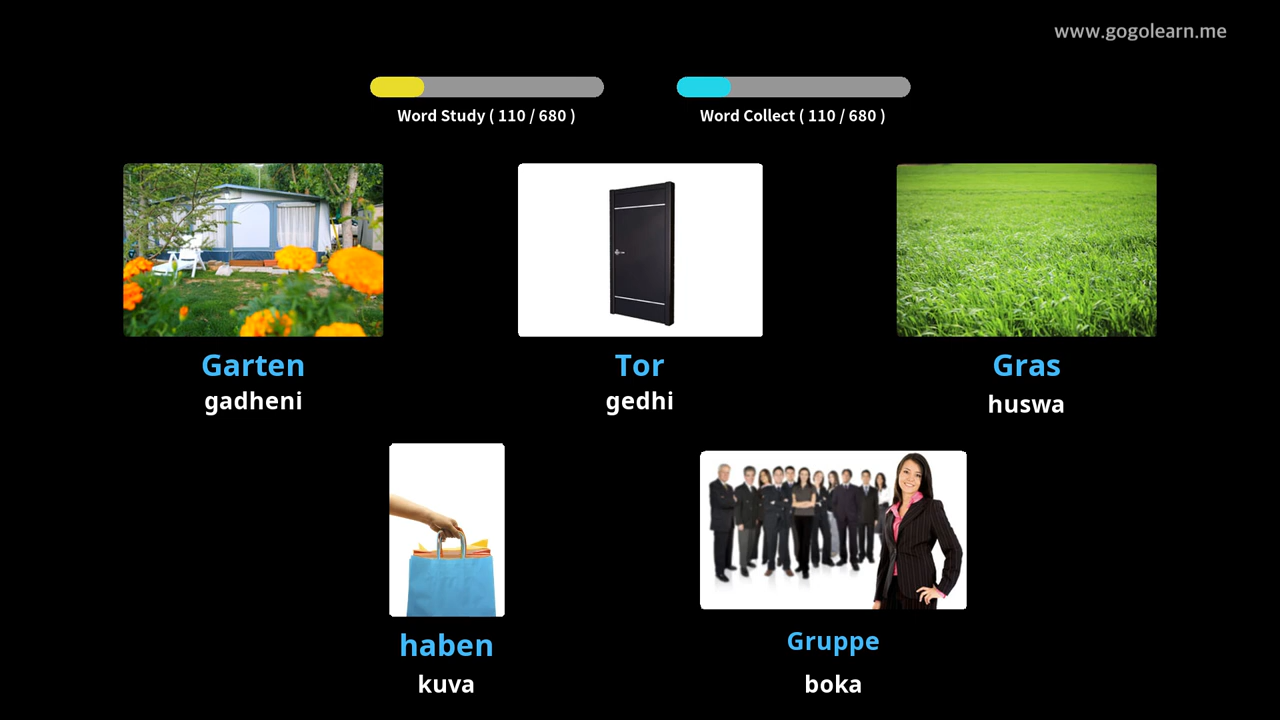 www.gogolearn.me
Word Study ( 110 / 680 )
Word Collect ( 110 / 680 )
Garten
gadheni
Tor
gedhi
Gras
huswa
haben
kuva
Gruppe
boka